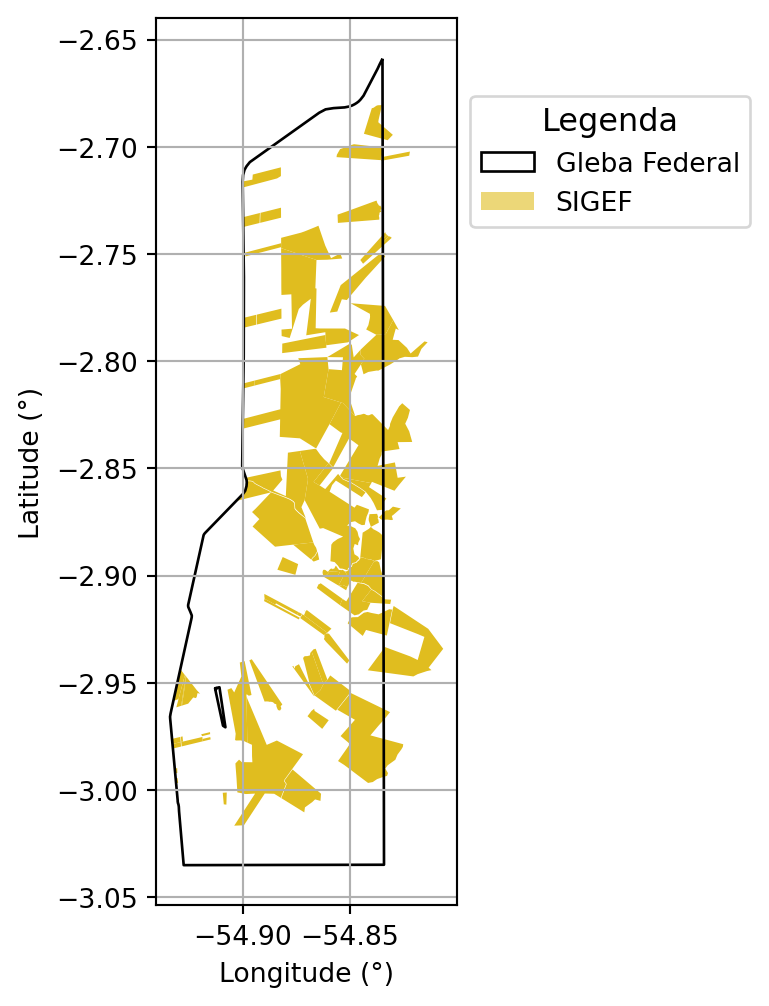 −2.65
−2.70
−2.75
−2.80
−2.85
−2.90
−2.95
−3.00
−3.05
Latitude (°)
−54.90 −54.85
Longitude (°)
Legenda
Gleba Federal
SIGEF